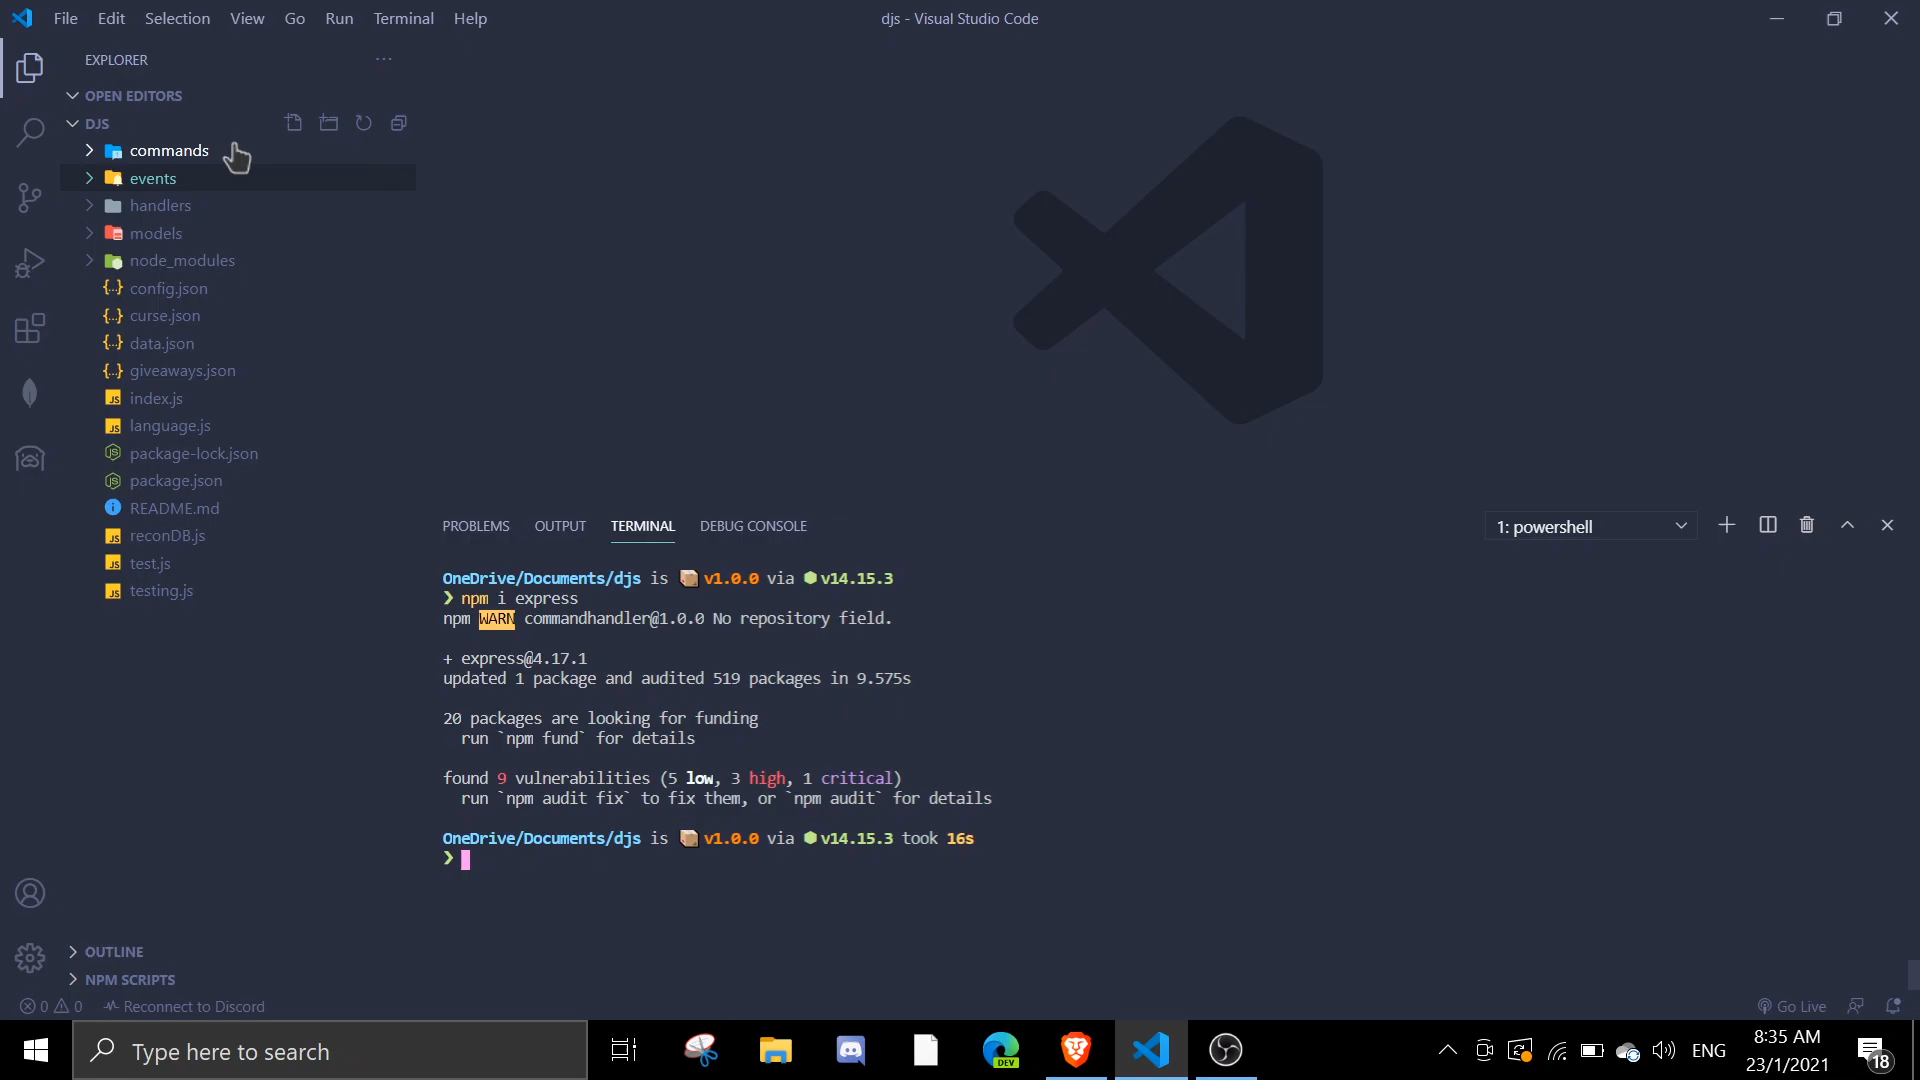 File Edit Selection View Go Run Terminal Help
djs - Visual Studio Code
EXPLORER
OPEN EDITORS
DJS
commands
events
handlers
models
node_modules
config.json
curse.json
data.json
giveaways.json
index.js
language.js
package-lock.json
package.json
README.md
reconDB.js
test.js
testing.js
OUTLINE
NPM SCRIPTS
PROBLEMS OUTPUT TERMINAL DEBUG CONSOLE
1: powershell
OneDrive/Documents/djs is 📦 v1.0.0 via ⬢v14.15.3
❯ npm i express
npm WARN commandhandler@1.0.0 No repository field.
+ express@4.17.1
updated 1 package and audited 519 packages in 9.575s
20 packages are looking for funding
run `npm fund` for details
found 9 vulnerabilities (5 low, 3 high, 1 critical)
run `npm audit fix` to fix them, or `npm audit` for details
OneDrive/Documents/djs is 📦 v1.0.0 via ⬢v14.15.3 took 16s
❯
0 0 Reconnect to Discord
Go Live
Type here to search
DEV
ENG
8:35 AM
23/1/2021
18